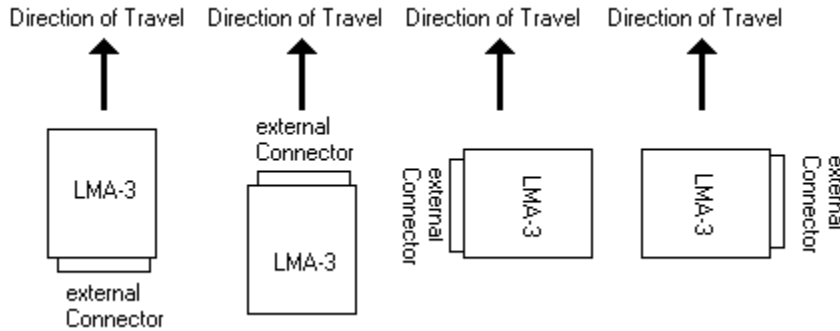 Direction of Travel
Direction of Travel
Direction of Travel
Direction of Travel
LMA-3
external
Connector
external
Connector
LMA-3
external
Connector
LMA-3
LMA-3
external
Connector